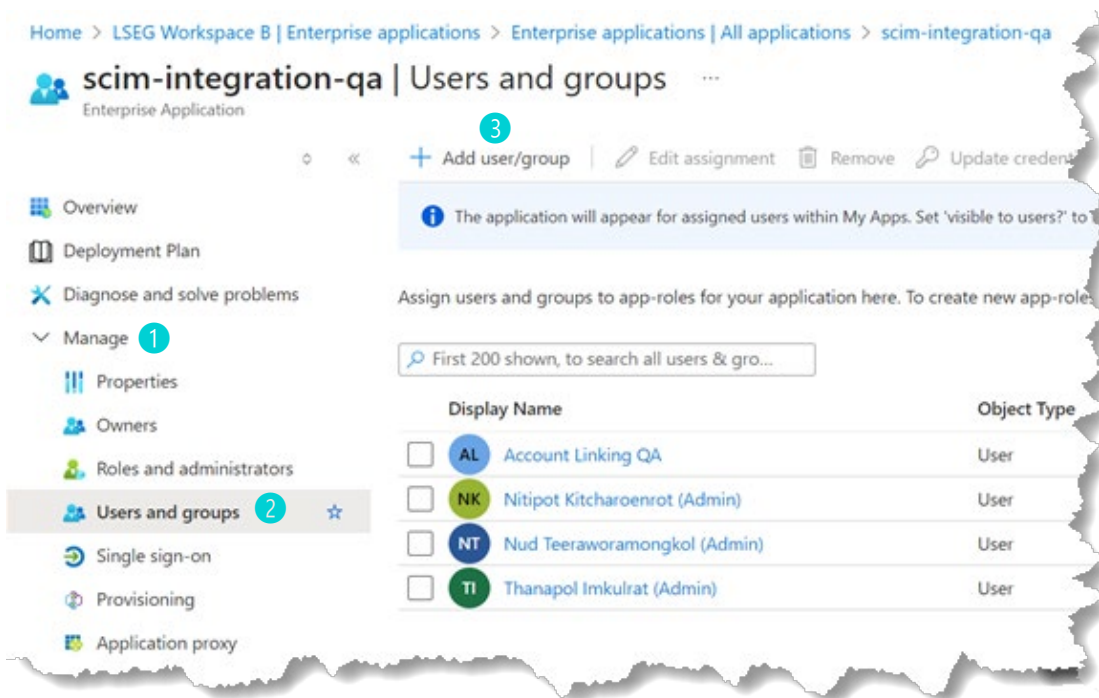 Home > LSEG Workspace B | Enterprise applications > Enterprise applications | All applications > scim-integration-qa
scim-integration-qa | Users and groups ...
Enterprise Application
3
Add user/group | Edit assignment Remove Update credenti
Overview
The application will appear for assigned users within My Apps. Set 'visible to users?' to
Deployment Plan
Diagnose and solve problems
Assign users and groups to app-roles for your application here. To create new app-role
Manage 1
First 200 shown, to search all users & gro...
Properties
Display Name Object Type
Owners
AL Account Linking QA User
Roles and administrators
NK Nitipot Kitcharoenrot (Admin) User
Users and groups 2
NT Nud Teeraworamongkol (Admin) User
Single sign-on
TI Thanapol Imkulrat (Admin) User
Provisioning
Application proxy